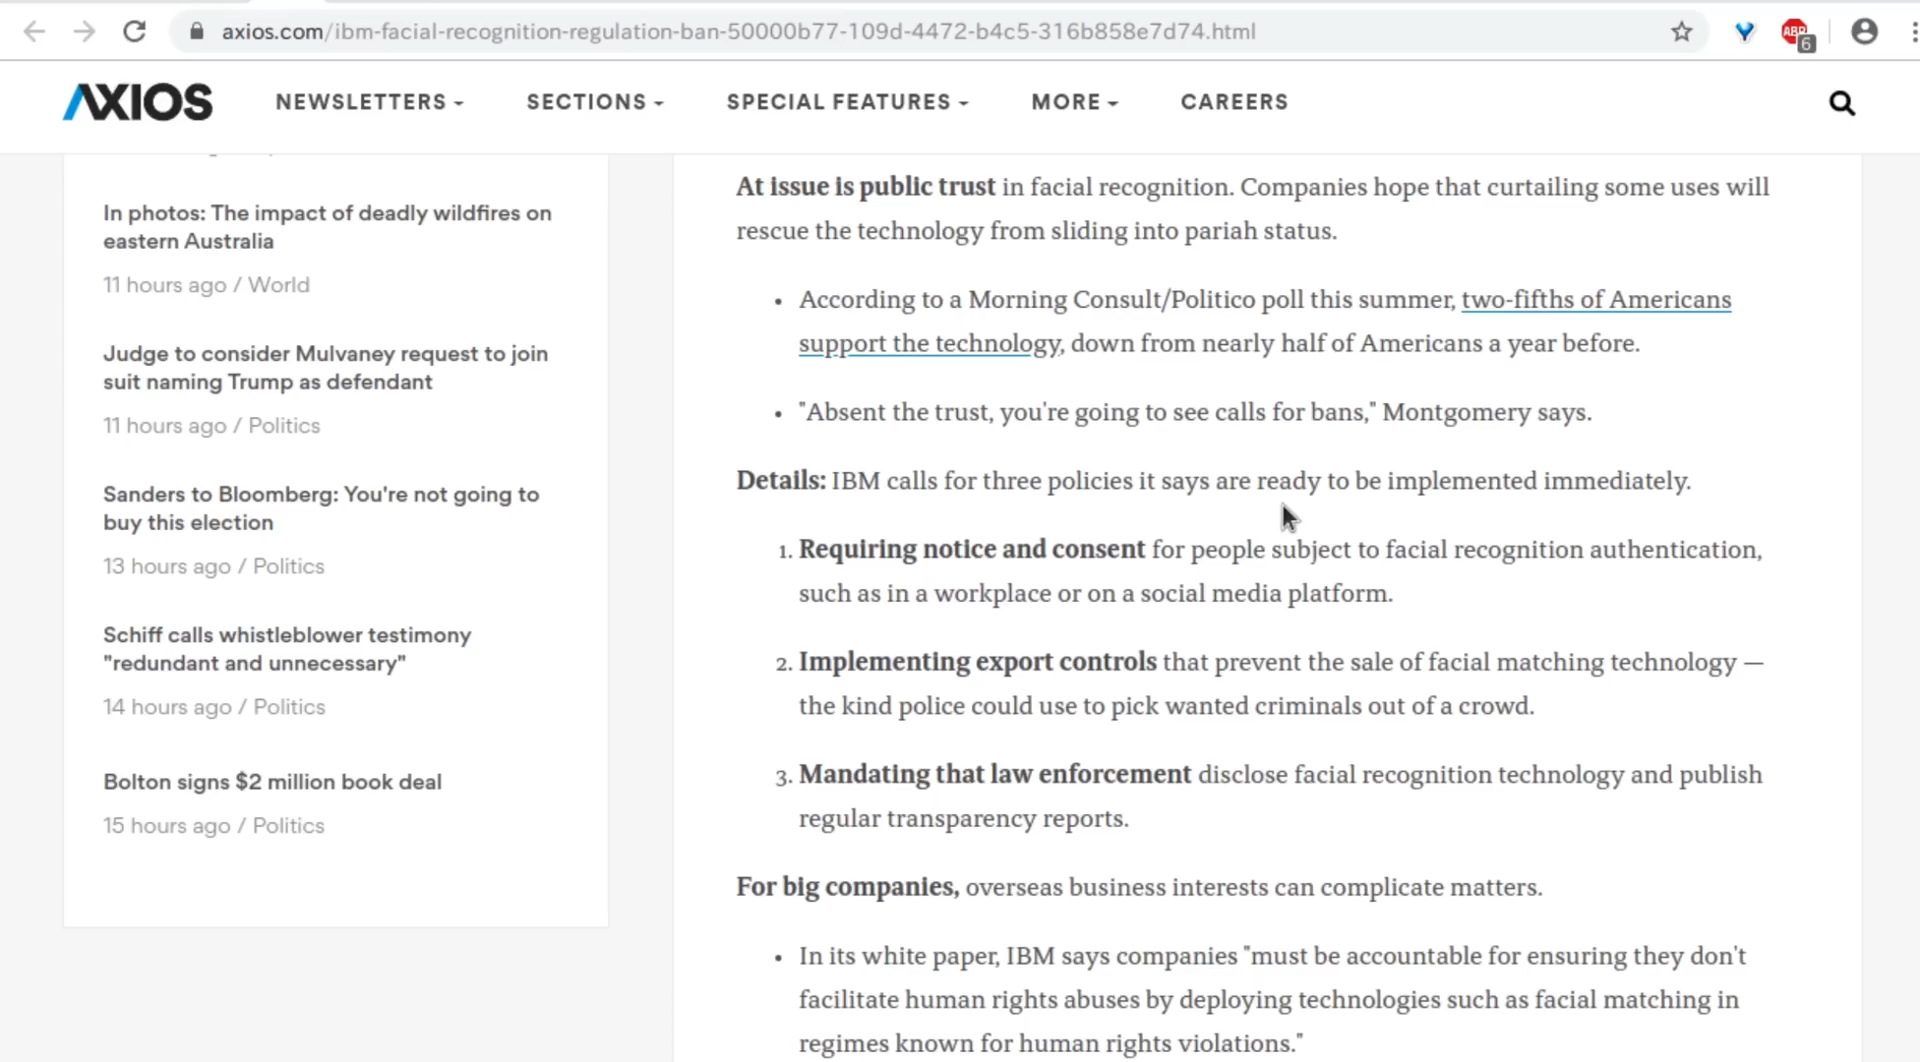 axios.com/ibm-facial-recognition-regulation-ban-50000b77-109d-4472-b4c5-316b858e7d74.html
ABP
6
AXIOS
NEWSLETTERS
SECTIONS
SPECIAL FEATURES
MORE
CAREERS
In photos: The impact of deadly wildfires on
eastern Australia
11 hours ago / World
Judge to consider Mulvaney request to join
suit naming Trump as defendant
11 hours ago / Politics
Sanders to Bloomberg: You're not going to
buy this election
13 hours ago / Politics
Schiff calls whistleblower testimony
"redundant and unnecessary"
14 hours ago / Politics
Bolton signs $2 million book deal
15 hours ago / Politics
At issue is public trust in facial recognition. Companies hope that curtailing some uses will
rescue the technology from sliding into pariah status.
• According to a Morning Consult/Politico poll this summer, two-fifths of Americans
support the technology, down from nearly half of Americans a year before.
• "Absent the trust, you're going to see calls for bans," Montgomery says.
Details: IBM calls for three policies it says are ready to be implemented immediately.
1. Requiring notice and consent for people subject to facial recognition authentication,
such as in a workplace or on a social media platform.
2. Implementing export controls that prevent the sale of facial matching technology —
the kind police could use to pick wanted criminals out of a crowd.
3. Mandating that law enforcement disclose facial recognition technology and publish
regular transparency reports.
For big companies, overseas business interests can complicate matters.
• In its white paper, IBM says companies "must be accountable for ensuring they don't
facilitate human rights abuses by deploying technologies such as facial matching in
regimes known for human rights violations."